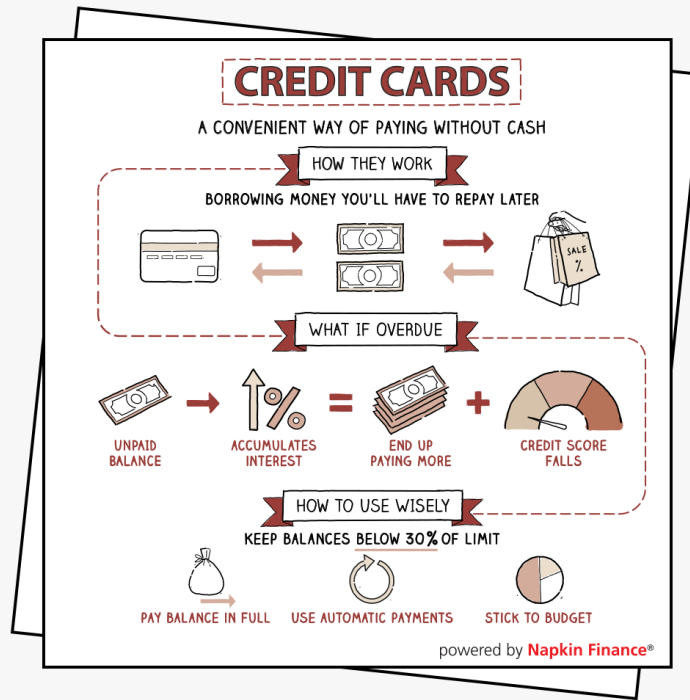 CREDIT CARDS
A CONVENIENT WAY OF PAYING WITHOUT CASH
HOW THEY WORK
BORROWING MONEY YOU'LL HAVE TO REPAY LATER
SALE
%
WHAT IF OVERDUE
%
=
+
UNPAID
BALANCE
ACCUMULATES
INTEREST
END UP
PAYING MORE
CREDIT SCORE
FALLS
HOW TO USE WISELY
KEEP BALANCES BELOW 30% OF LIMIT
PAY BALANCE IN FULL
USE AUTOMATIC PAYMENTS
STICK TO BUDGET
powered by Napkin Finance®